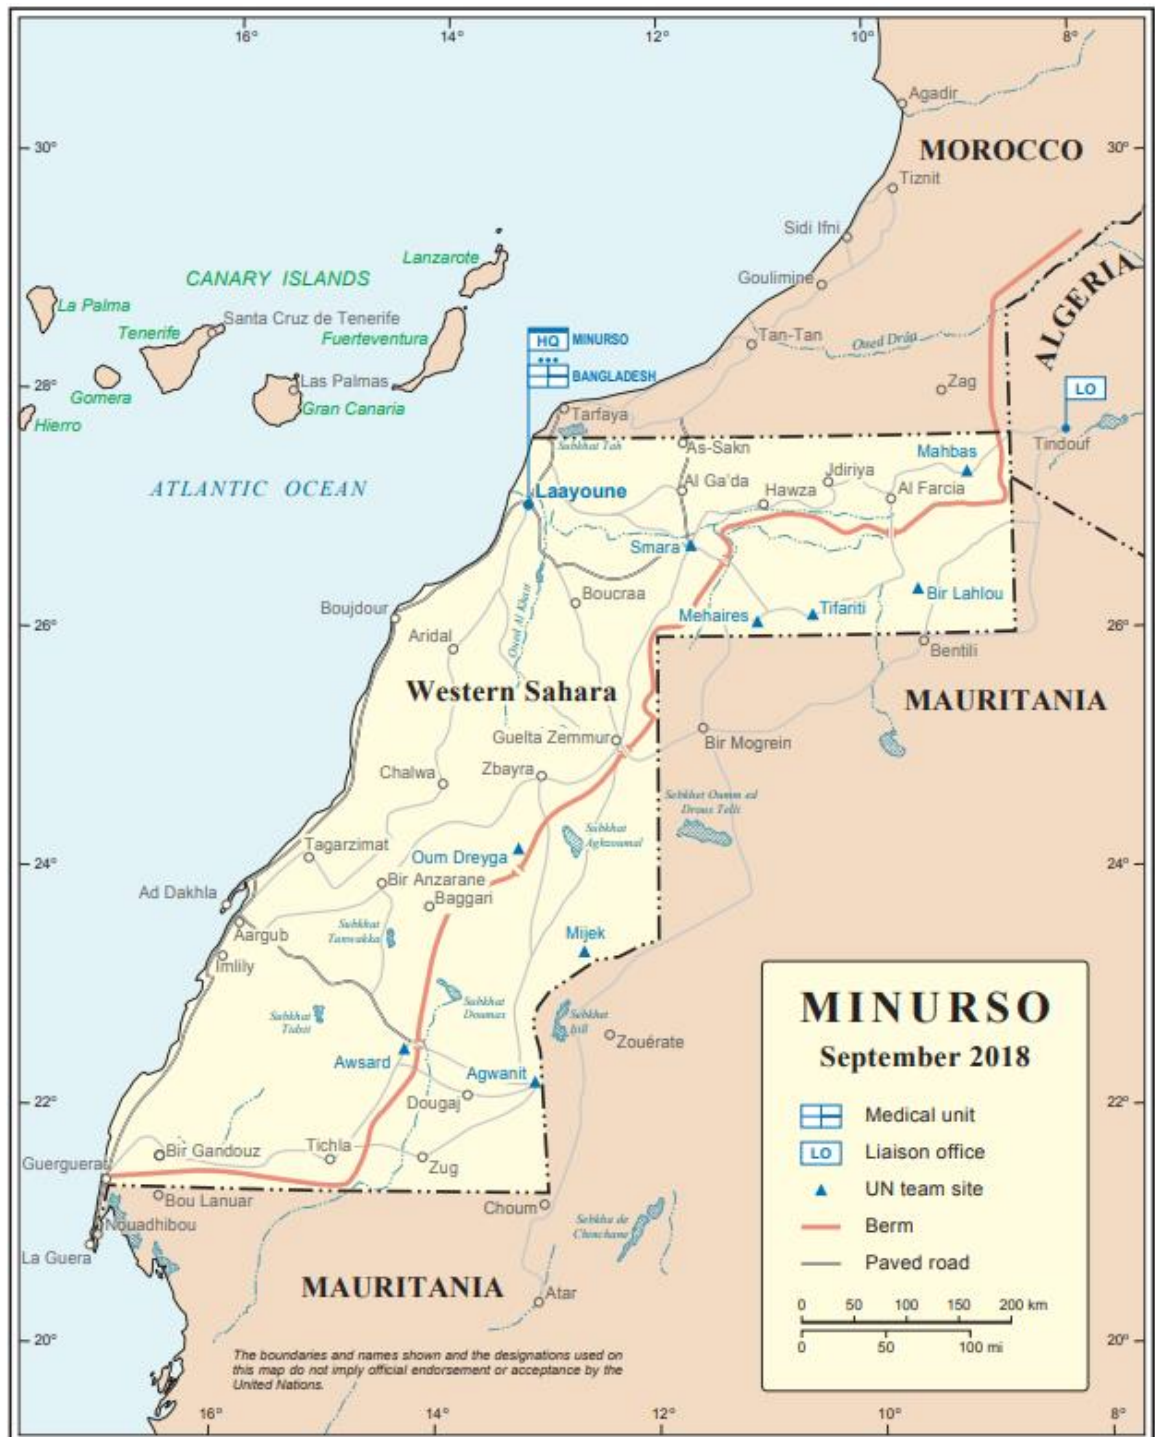 16°
14°
12°
10°
8°
Agadir
30°
MOROCCO
30°
Tiznit
Sidi Ifni
Lanzarote
CANARY ISLANDS
Goulimine
ALGERIA
La Palma
Santa Cruz de Tenerife
Tenerife
Fuerteventura
HQ MINURSO
Tan-Tan
Oued Drâa
BANGLADESH
28°
Las Palmas
Zag
LO
28°
Gomera
Gran Canaria
Tarfaya
Hierro
Subkhat Tah
As-Sakn
Mahbas
Tindouf
ATLANTIC OCEAN
Laayoune
Al Ga'da
Jdiriya
Hawza
Al Farcia
Smara
Boujdour
Boucraa
Oued Al Khatt
Mehaires
Tifariti
Bir Lahlou
26°
26°
Aridal
Bentili
Western Sahara
MAURITANIA
Guelta Zemmur
Bir Mogrein
Chalwa
Zbayra
Sebkhat Oumm ed
Drous Telli
Subkhat
Aghzoumal
Tagarzimat
Oum Dreyga
24°
24°
Bir Anzarane
Ad Dakhla
Baggari
Aargub
Subkhat
Tanwakka
Mijek
Imlily
Subkhat
Tidsit
Subkhat
Doumas
Sebkhet
Ijill
Zouérate
Awsard
Agwanit
Dougaj
22°
22°
Bir Gandouz
Tichla
Zug
Guerguerat
Bou Lanuar
Choum
Nouadhibou
La Guera
Sebkha de
Chinchane
MAURITANIA
Atar
20°
20°
The boundaries and names shown and the designations used on
this map do not imply official endorsement or acceptance by the
United Nations.
MINURSO
September 2018
Medical unit
LO Liaison office
UN team site
Berm
Paved road
0 50 100 150 200 km
0 50 100 mi
16°
14°
12°
10°
8°